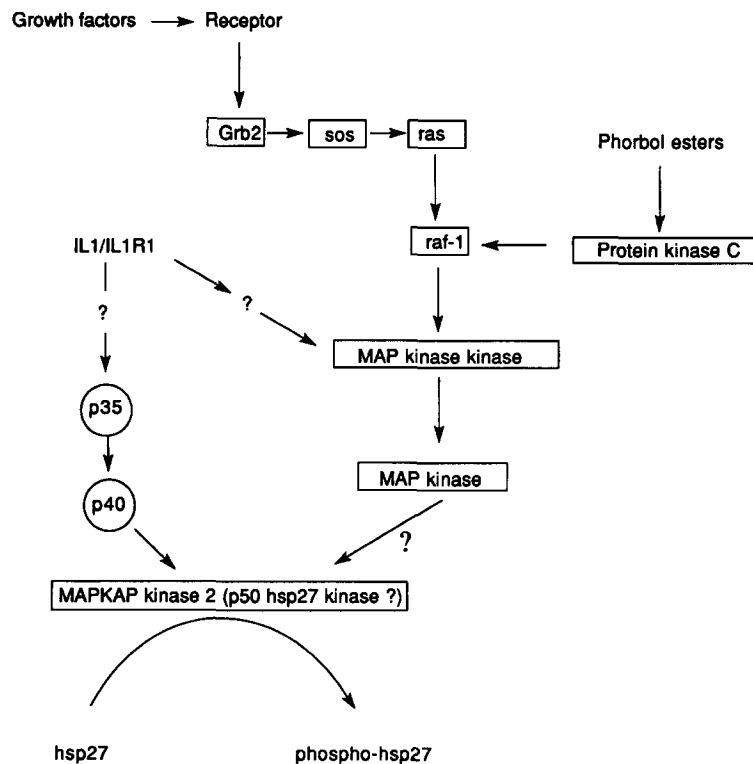 Growth factors Receptor
Grb2 sos ras
Phorbol esters
IL1/IL1R1 raf-1 Protein kinase C
?
?
MAP kinase kinase
p35
MAP kinase
p40
?
MAPKAP kinase 2 (p50 hsp27 kinase ?)
hsp27 phospho-hsp27